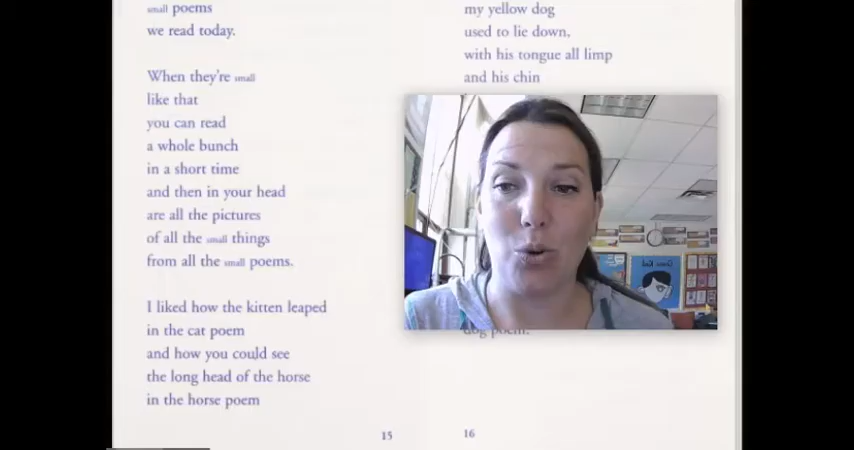 small poems
we read today.
When they're small
like that
you can read
a whole bunch
in a short time
and then in your head
are all the pictures
of all the small things
from all the small poems.
I liked how the kitten leaped
in the cat poem
and how you could see
the long head of the horse
in the horse poem
15
my yellow dog
used to lie down,
with his tongue all limp
and his chin
dog poem.
16